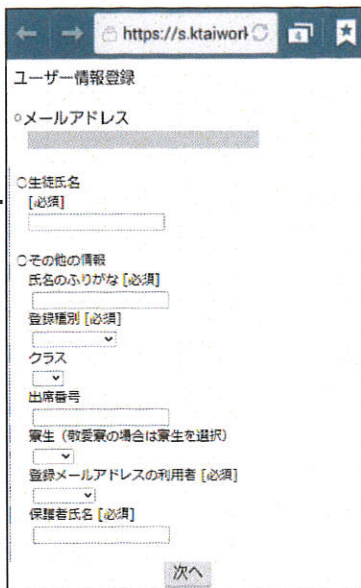 https://s.ktaiworl
4
ユーザー情報登録
○メールアドレス
○生徒氏名
[必須]
○その他の情報
氏名のふりがな [必須]
登録種別 [必須]
クラス
出席番号
寮生（敬愛寮の場合は寮生を選択）
登録メールアドレスの利用者 [必須]
保護者氏名 [必須]
次へ